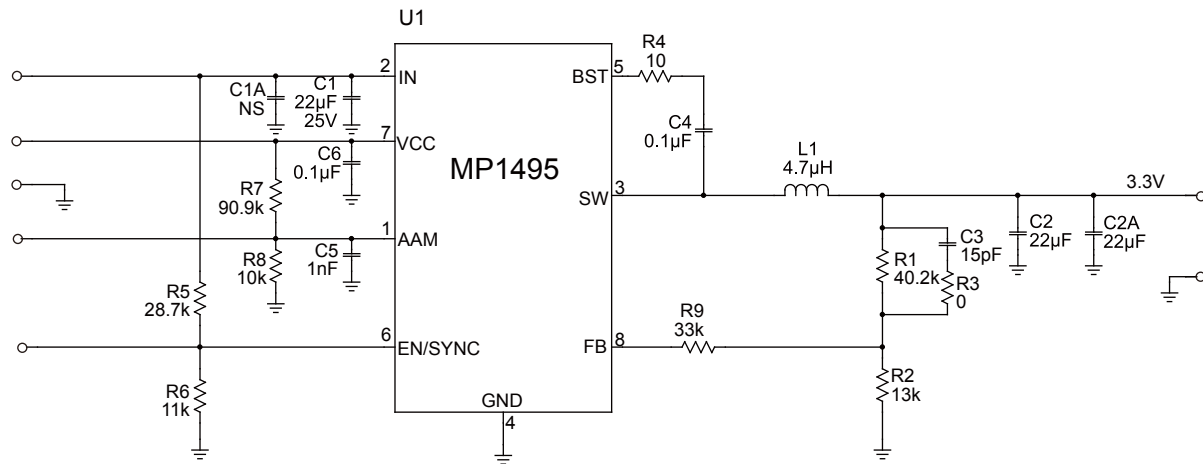 U1
MP1495
2
IN
7
VCC
1
AAM
6
EN/SYNC
GND
4
5
BST
3
SW
8
FB
C1A
NS
C1
22µF
25V
C6
0.1µF
R7
90.9k
R8
10k
C5
1nF
R5
28.7k
R6
11k
R4
10
C4
0.1µF
L1
4.7µH
3.3V
C3
15pF
R1
40.2k
R3
0
C2
22µF
C2A
22µF
R9
33k
R2
13k